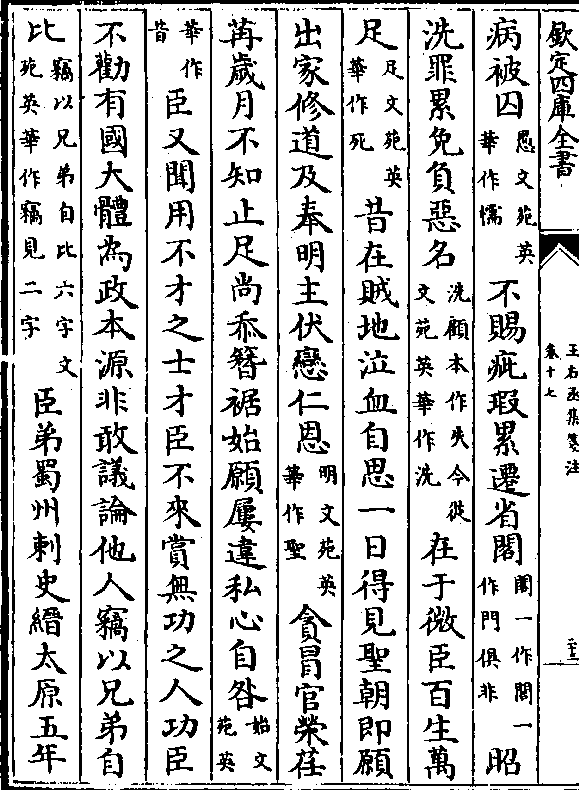 欽定四庫全書
王右丞集箋注
卷十七
病被囚愚文苑英華作懦不賜疵瑕累遷省閣閣一作閤一作門俱非昭
洗罪累免負惡名洗顧本作失今從文苑英華作洗在于微臣百生萬
足足文苑英華作死昔在賊地泣血自思一日得見聖朝即願
出家修道及奉明主伏戀仁恩明文苑英華作聖貪冒官榮荏
苒歲月不知止足尚忝簪裾始願屢違私心自咎始文苑英
華作昔臣又聞用不才之士才臣不來賞無功之人功臣
不勸有國大體為政本源非敢議論他人竊以兄弟自
比竊以兄弟自比六字文苑英華作竊見二字臣弟蜀州刺史縉太原五年